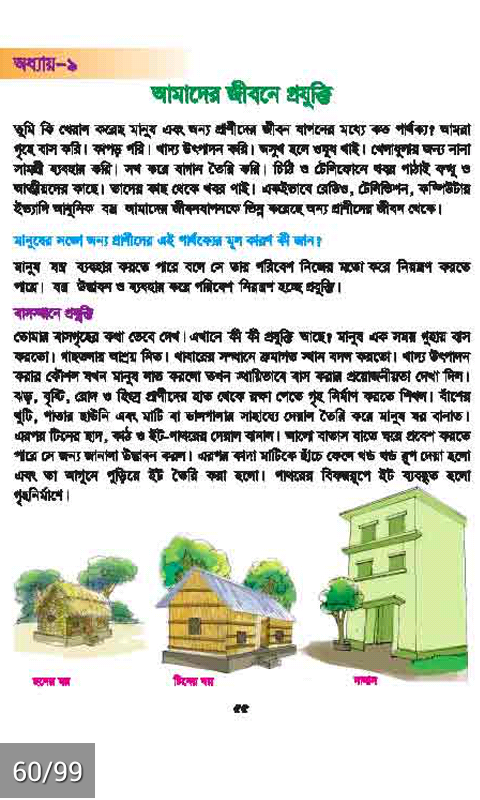 অধ্যায়-৯
আমাদের জীবনে প্রযুক্তি
তুমি কি খেয়াল করেছ মানুষ এবং অন্য প্রাণীদের জীবন যাপনের মধ্যে কত পার্থক্য? আমরা
গৃহে বাস করি। কাপড় পরি। খাদ্য উৎপাদন করি। অসুখ হলে ওষুধ খাই। খেলাধুলার জন্য নানা
সামগ্রী ব্যবহার করি। সখ করে বাগান তৈরি করি। চিঠি ও টেলিফোনে খবর পাঠাই বন্ধু ও
আত্মীয়দের কাছে। তাদের কাছ থেকে খবর পাই। একইভাবে রেডিও, টেলিভিশন, কম্পিউটার
ইত্যাদি আধুনিক যন্ত্র আমাদের জীবনযাপনকে ভিন্ন করেছে অন্য প্রাণীদের জীবন থেকে।
মানুষের সঙ্গে অন্য প্রাণীদের এই পার্থক্যের মূল কারণ কী জান?
মানুষ যন্ত্র ব্যবহার করতে পারে বলে সে তার পরিবেশ নিজের মতো করে নিয়ন্ত্রণ করতে
পারে। যন্ত্র উদ্ভাবন ও ব্যবহার করে পরিবেশ নিয়ন্ত্রণ হচ্ছে প্রযুক্তি।
বাসস্থানে প্রযুক্তি
তোমার বাসগৃহের কথা ভেবে দেখ। এখানে কী কী প্রযুক্তি আছে? মানুষ এক সময় গুহায় বাস
করতো। গাছতলায় আশ্রয় নিত। খাবারের সন্ধানে ক্রমাগত স্থান বদল করতো। খাদ্য উৎপাদন
করার কৌশল যখন মানুষ লাভ করলো তখন স্থায়িভাবে বাস করার প্রয়োজনীয়তা দেখা দিল।
ঝড়, বৃষ্টি, রোদ ও হিংস্র প্রাণীদের হাত থেকে রক্ষা পেতে গৃহ নির্মাণ করতে শিখল। বাঁশের
খুঁটি, পাতার ছাউনি এবং মাটি বা ডালপালার সাহায্যে দেয়াল তৈরি করে মানুষ ঘর বানাত।
এরপর টিনের ছাদ, কাঠ ও ইট-পাথরের দেয়াল বানাল। আলো বাতাস যাতে ঘরে প্রবেশ করতে
পারে সে জন্য জানালা উদ্ভাবন করল। এরপর কাদা মাটিকে ছাঁচে ফেলে খন্ড খন্ড রূপ দেয়া হলো
এবং তা আগুনে পুড়িয়ে ইট তৈরি করা হলো। পাথরের বিকল্পরূপে ইট ব্যবহৃত হলো
গৃহনির্মাণে।
ছনের ঘর
টিনের ঘর
দালান
৫৫
60/99